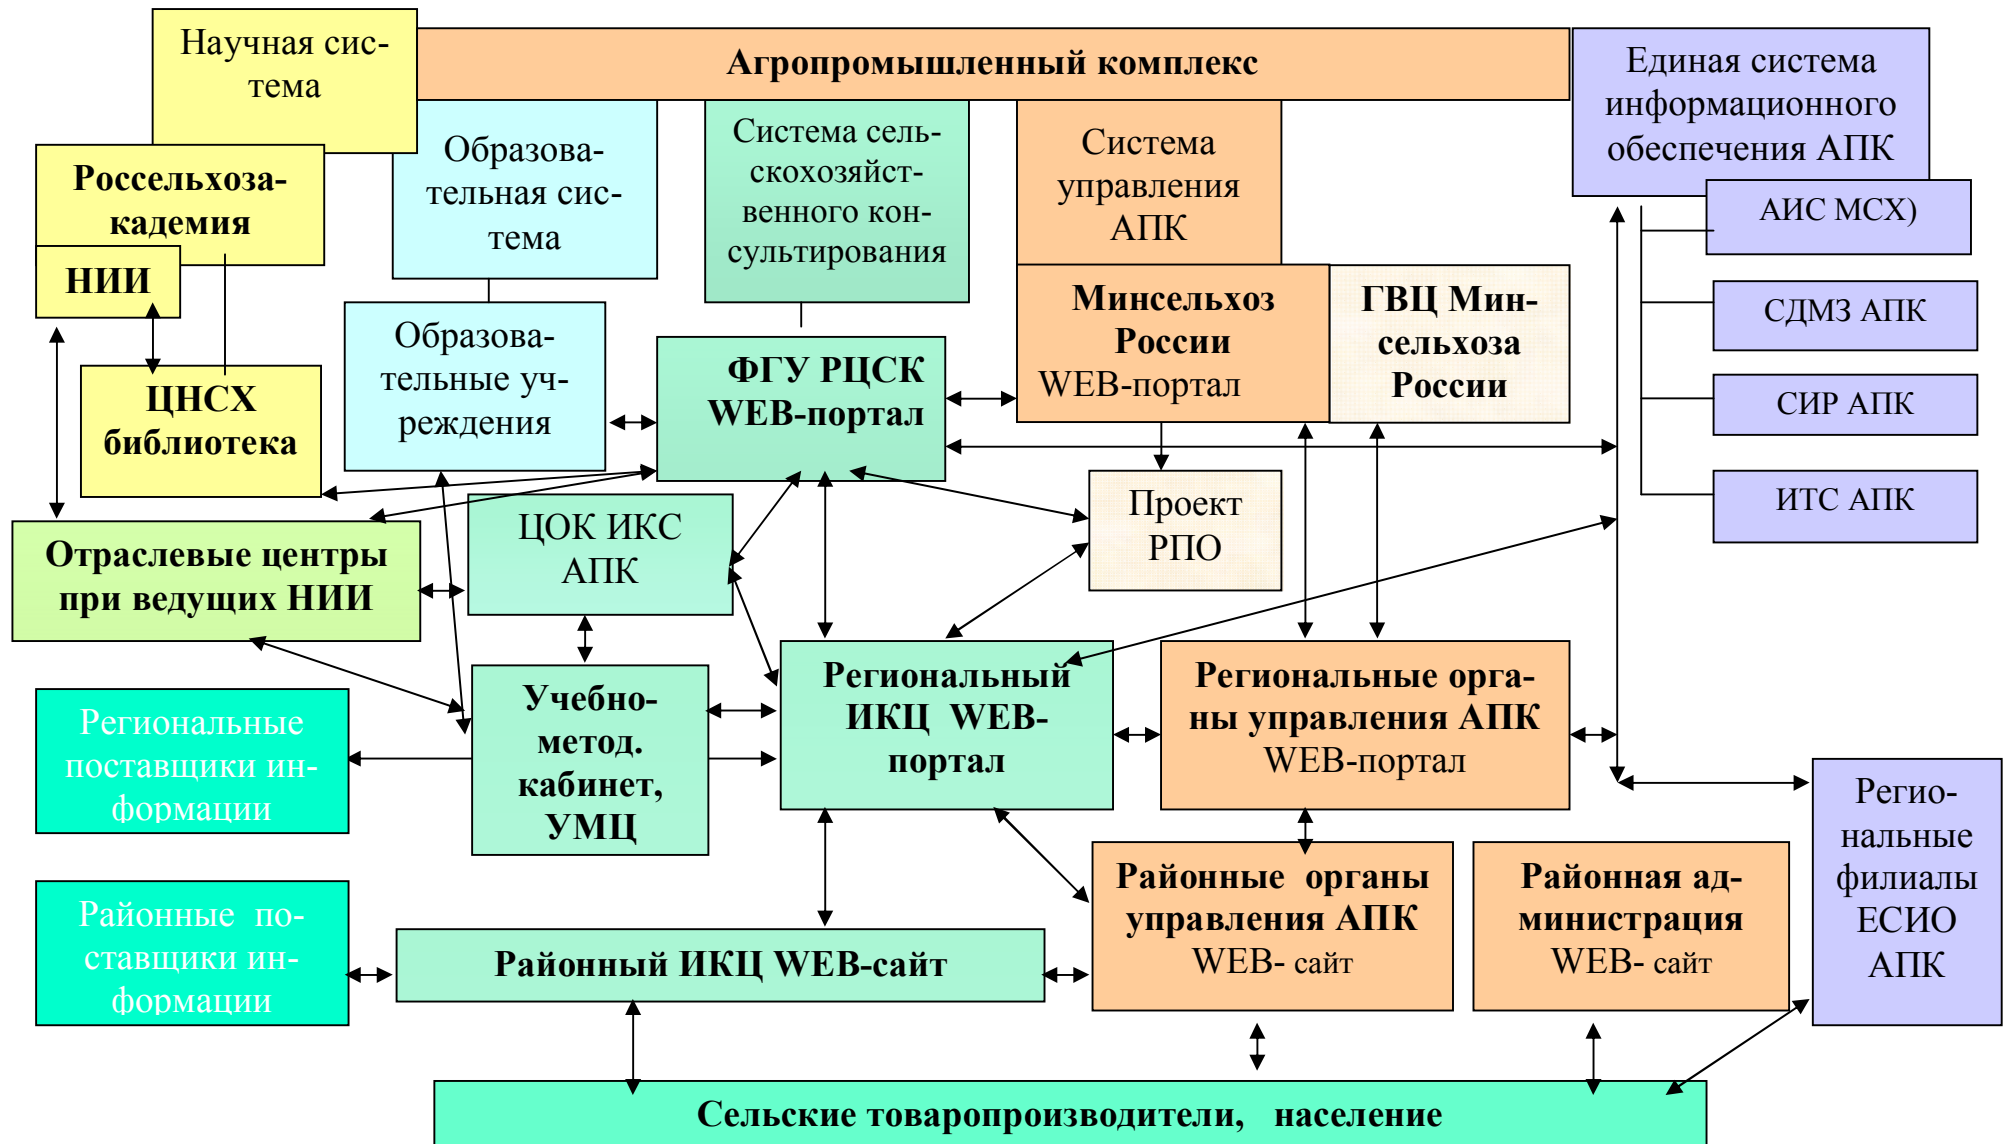 Научная сис-
тема
Агропромышленный комплекс
Единая система
информационного
обеспечения АПК
Образова-
тельная сис-
тема
Система сель-
скохозяйст-
венного кон-
сультирования
Система
управления
АПК
Россельхоза-
кадемия
НИИ
АИС МСХ)
СДМЗ АПК
СИР АПК
ИТС АПК
Минсельхоз
России
WEB-портал
ГВЦ Мин-
сельхоза
России
Образова-
тельные уч-
реждения
ФГУ РЦСК
WEB-портал
ЦНСХ
библиотека
ЦОК ИКС
АПК
Проект
РПО
Отраслевые центры
при ведущих НИИ
Региональные
поставщики ин-
формации
Учебно-
метод.
кабинет,
УМЦ
Региональный
ИКЦ WEB-
портал
Региональные орга-
ны управления АПК
WEB-портал
Регио-
нальные
филиалы
ЕСИО
АПК
Районные по-
ставщики ин-
формации
Районный ИКЦ WEB-сайт
Районные органы
управления АПК
WEB- сайт
Районная ад-
министрация
WEB- сайт
Сельские товаропроизводители, население